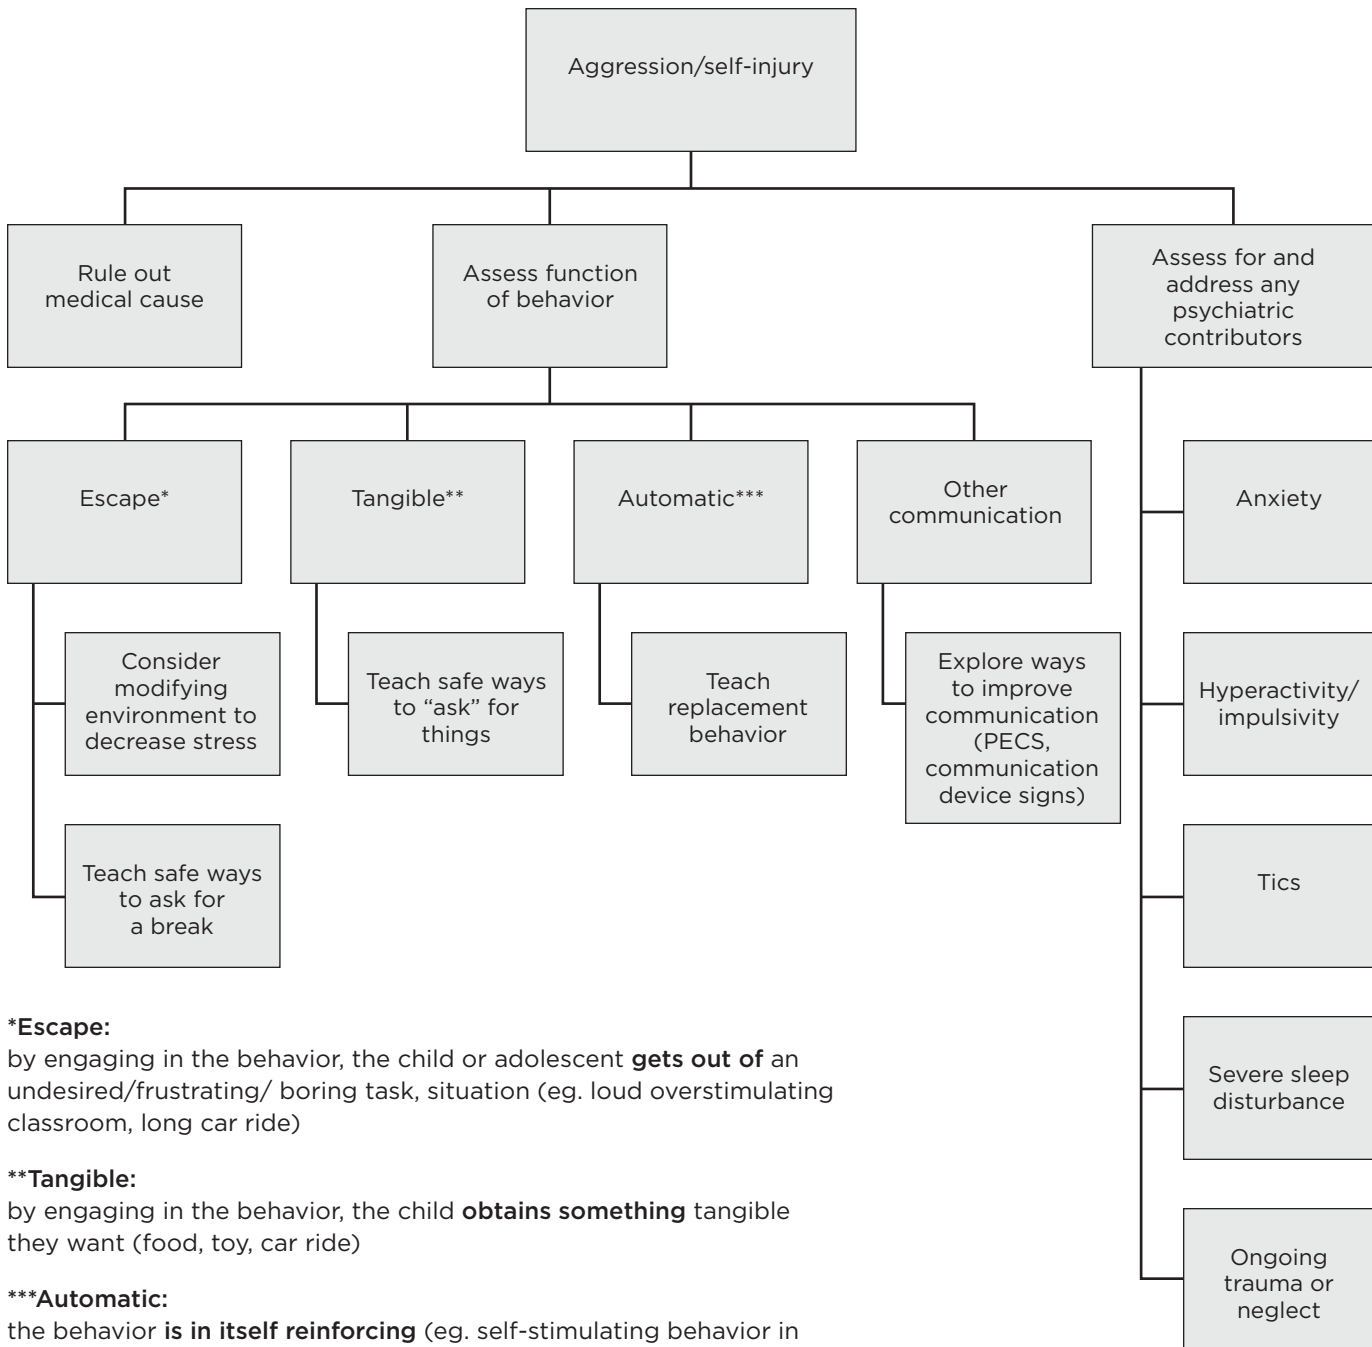 Aggression/self-injury
Rule out
medical cause
Assess function
of behavior
Assess for and
address any
psychiatric
contributors
Escape*
Tangible**
Automatic***
Other
communication
Anxiety
Consider
modifying
environment to
decrease stress
Teach safe ways
to “ask” for
things
Teach
replacement
behavior
Explore ways
to improve
communication
(PECS,
communication
device signs)
Hyperactivity/
impulsivity
Teach safe ways
to ask for
a break
Tics
Severe sleep
disturbance
Ongoing
trauma or
neglect
*Escape:
by engaging in the behavior, the child or adolescent gets out of an
undesired/frustrating/ boring task, situation (eg. loud overstimulating
classroom, long car ride)
**Tangible:
by engaging in the behavior, the child obtains something tangible
they want (food, toy, car ride)
***Automatic:
the behavior is in itself reinforcing (eg. self-stimulating behavior in